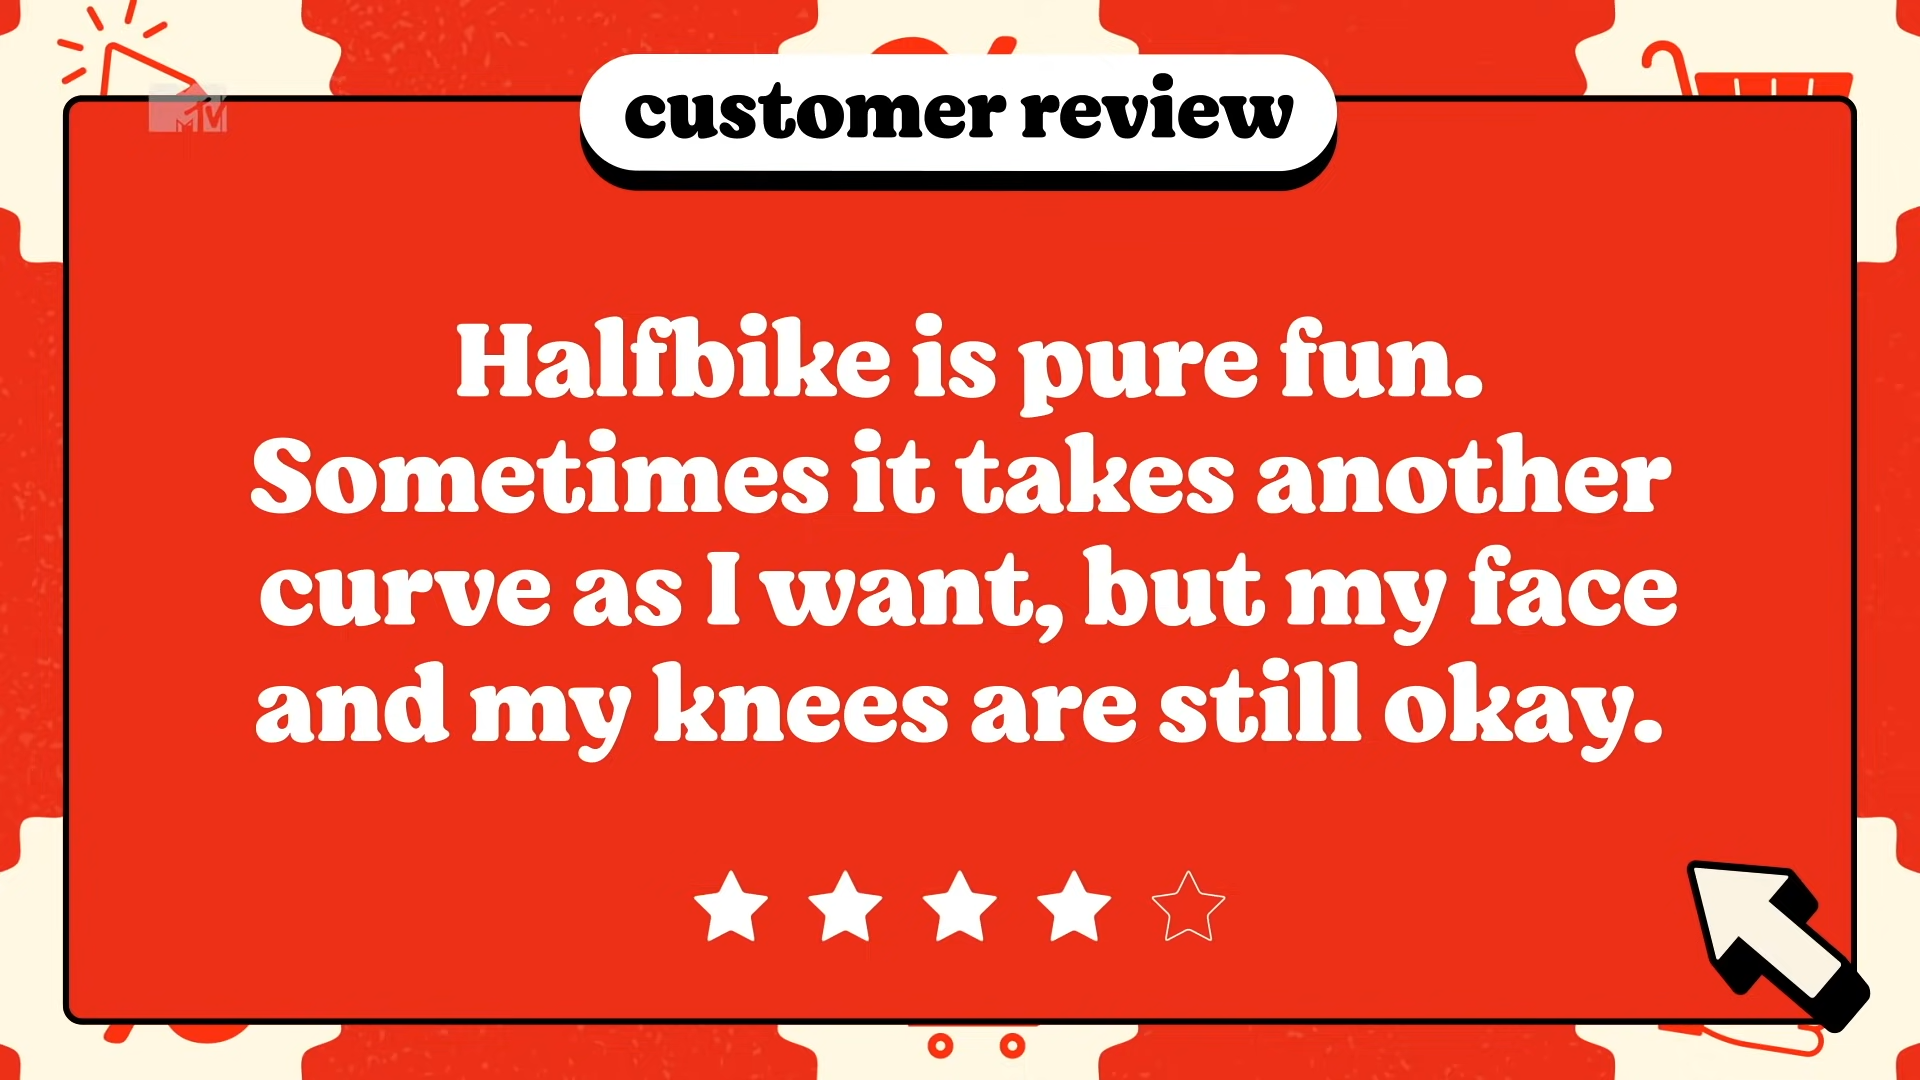 MTV
customer review
Halfbike is pure fun.
Sometimes it takes another
curve as I want, but my face
and my knees are still okay.